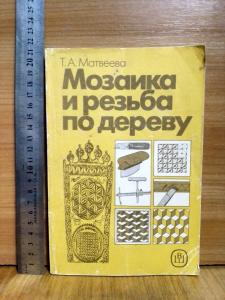 Т. А. Матвеева
Мозаика
и резьба
по дереву